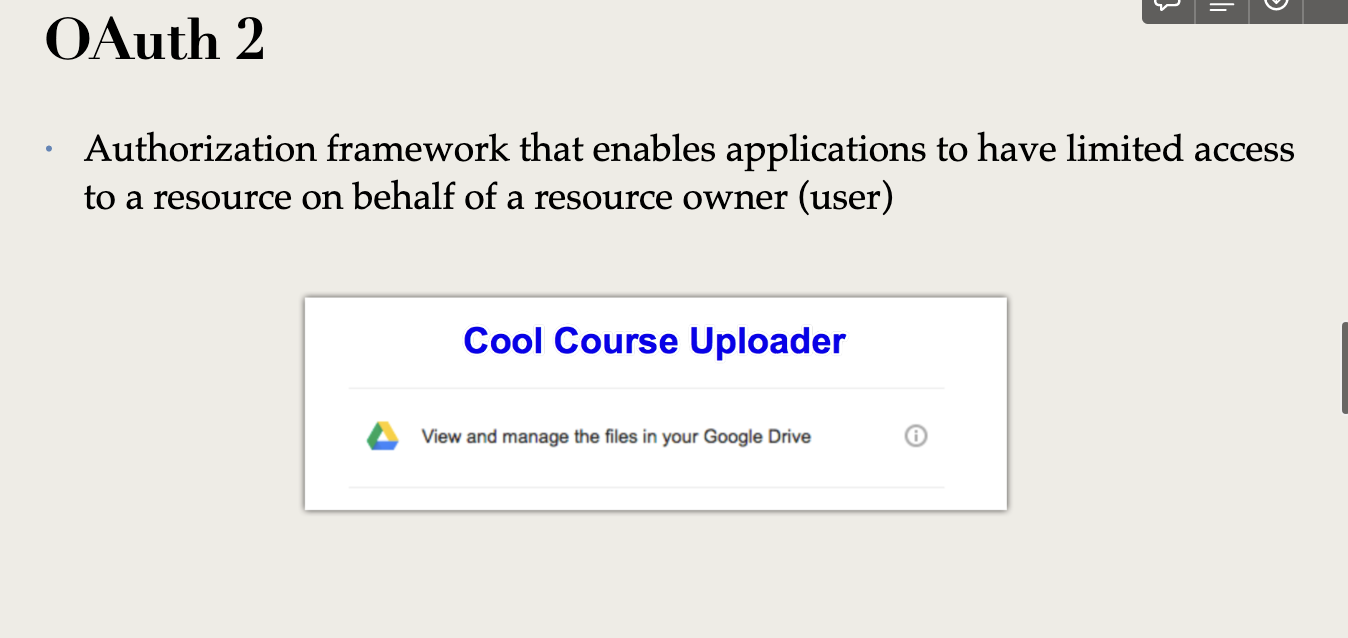 OAuth 2
• Authorization framework that enables applications to have limited access
to a resource on behalf of a resource owner (user)
Cool Course Uploader
View and manage the files in your Google Drive